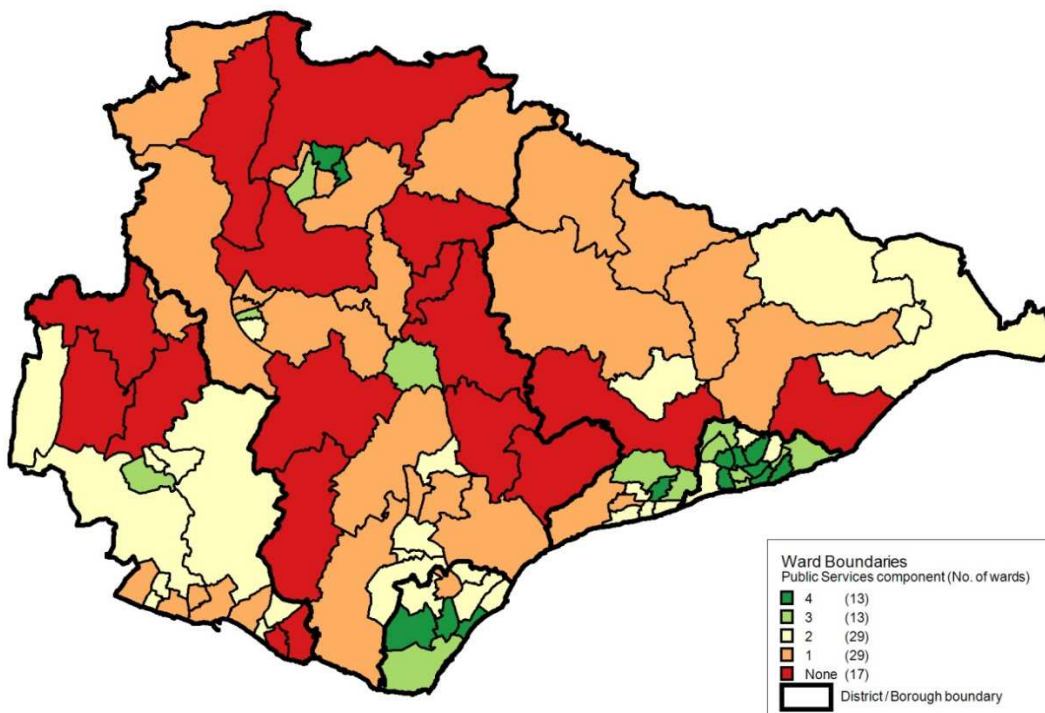 Ward Boundaries
Public Services component (No. of wards)
4 (13)
3 (13)
2 (29)
1 (29)
None (17)
District / Borough boundary